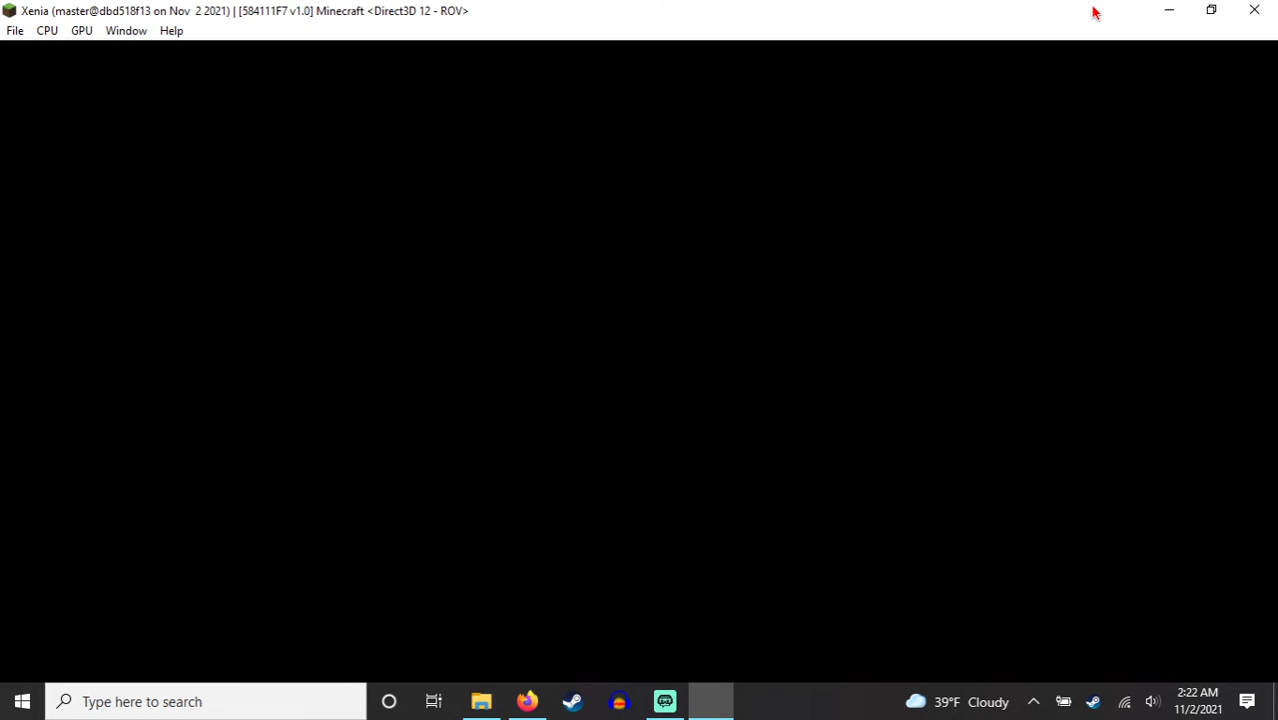 Xenia (master@dbd518f13 on Nov  2 2021) | [584111F7 v1.0] Minecraft <Direct3D 12 - ROV>
File CPU GPU Window Help
Type here to search
39°F Cloudy
2:22 AM
11/2/2021